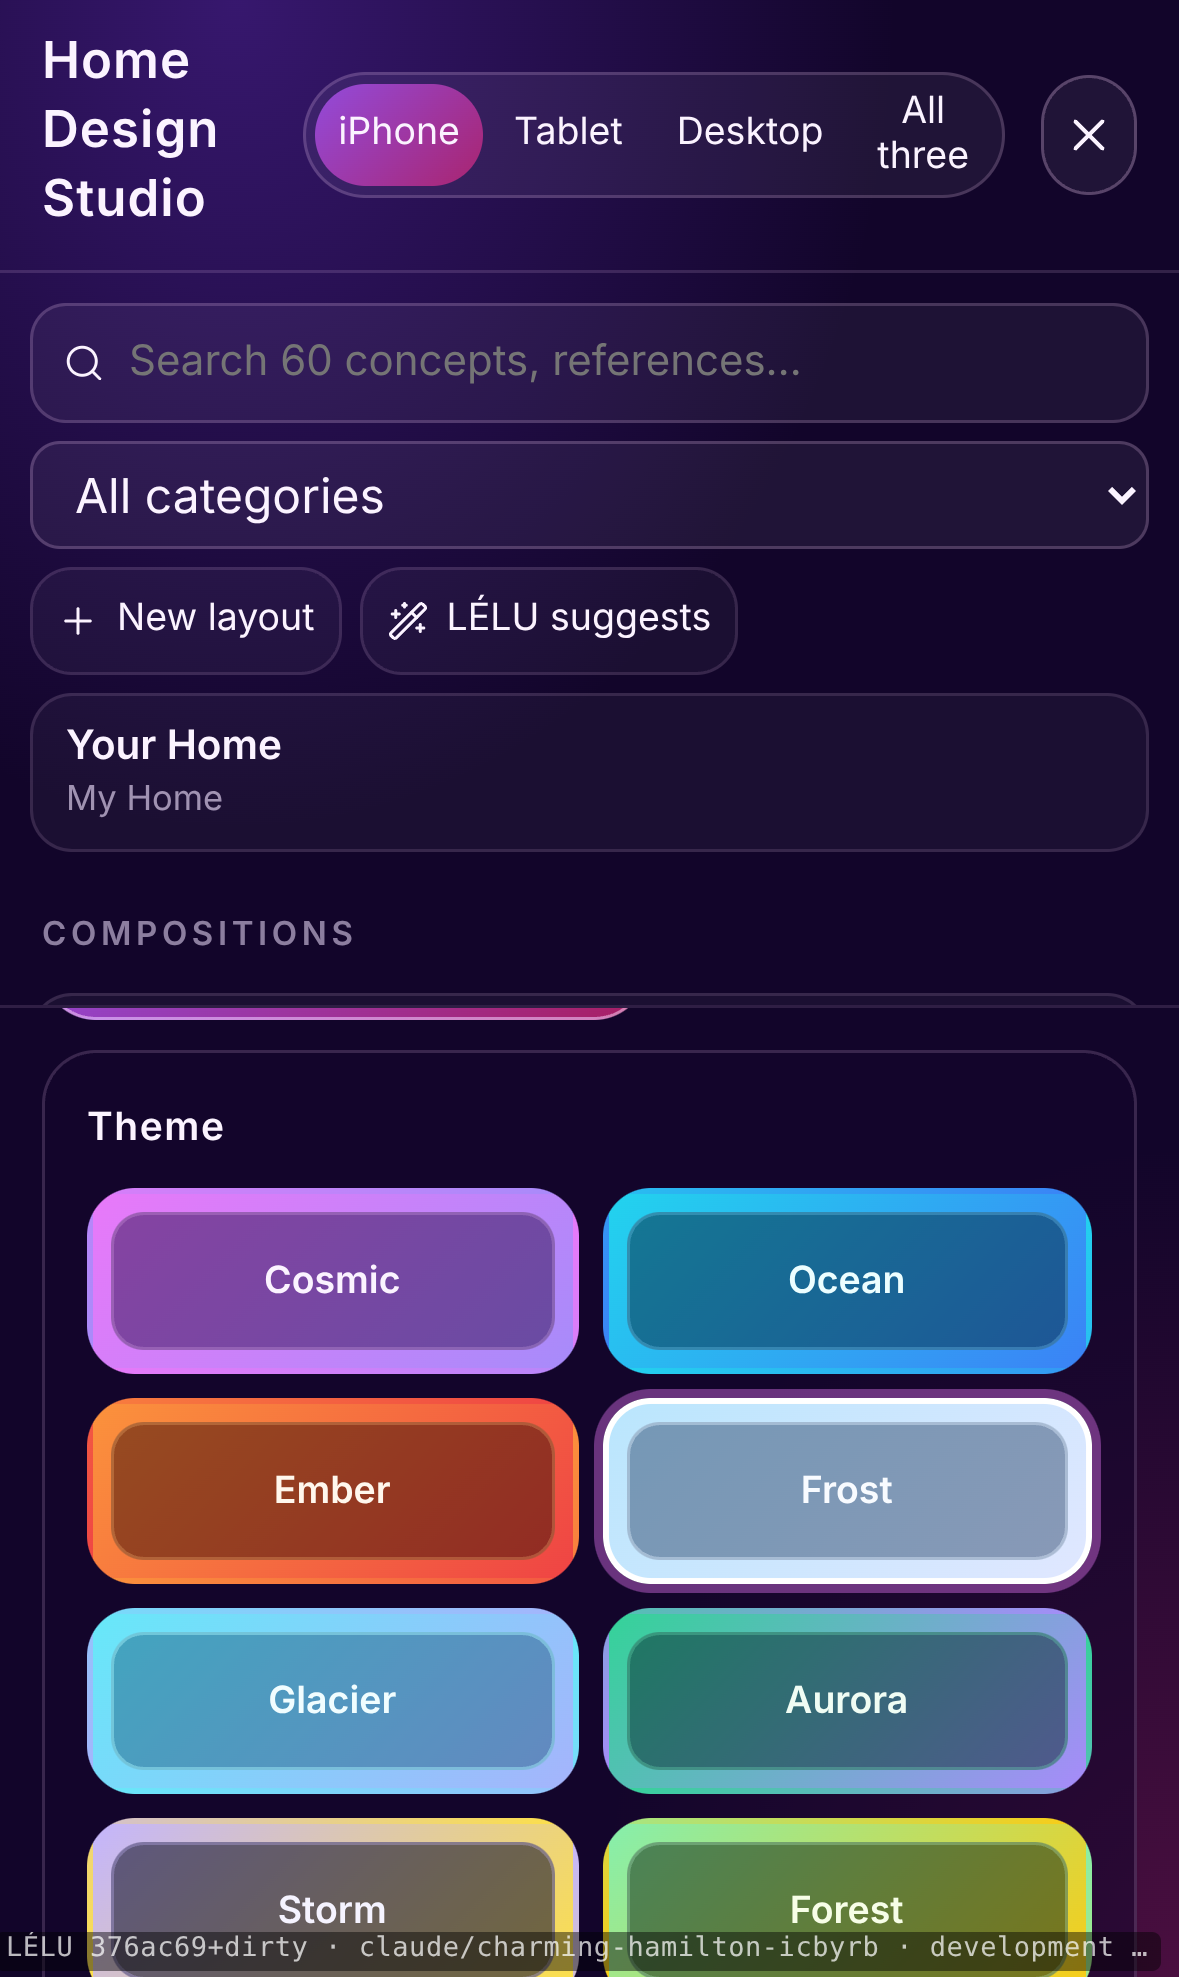 Home
Design
Studio
iPhone
Tablet
Desktop
All
three
Search 60 concepts, references...
All categories
New layout
LÉLU suggests
Your Home
My Home
COMPOSITIONS
Theme
Cosmic
Ocean
Ember
Frost
Glacier
Aurora
Storm
Forest
LÉLU 376ac69+dirty · claude/charming-hamilton-icbyrb · development …